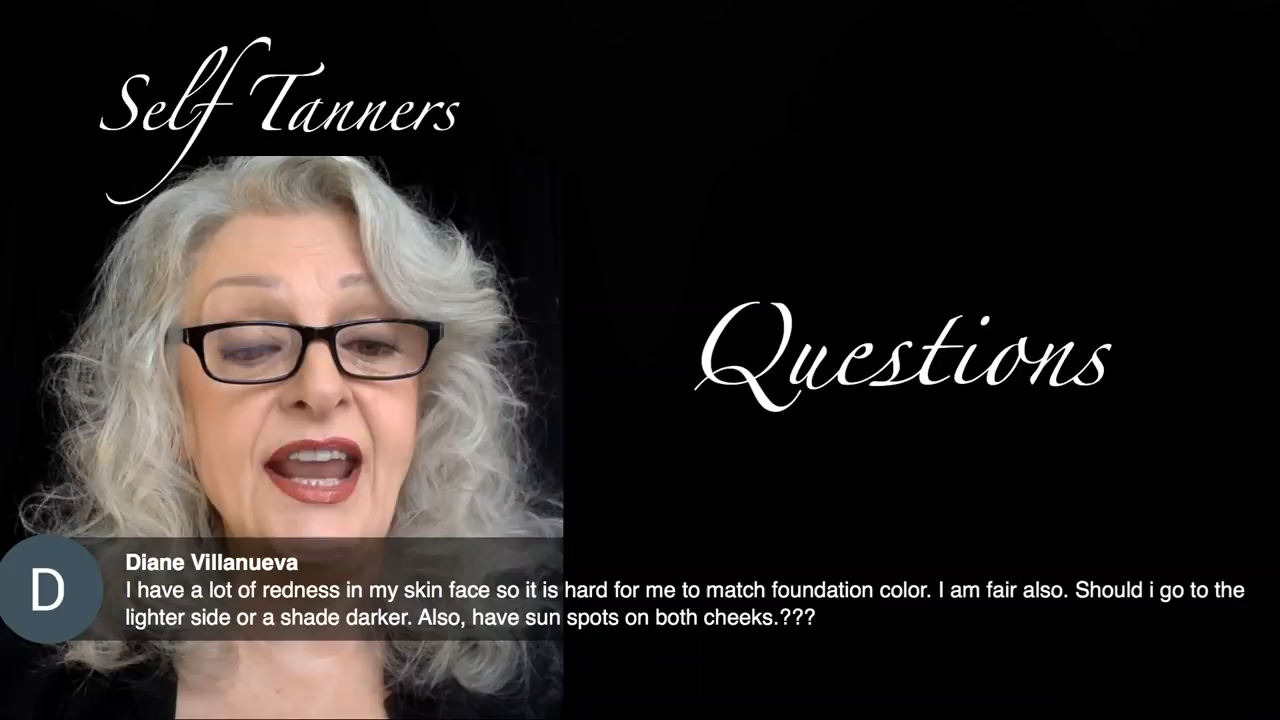 Self Tanners
Questions
D
Diane Villanueva
I have a lot of redness in my skin face so it is hard for me to match foundation color. I am fair also. Should i go to the
lighter side or a shade darker. Also, have sun spots on both cheeks.???